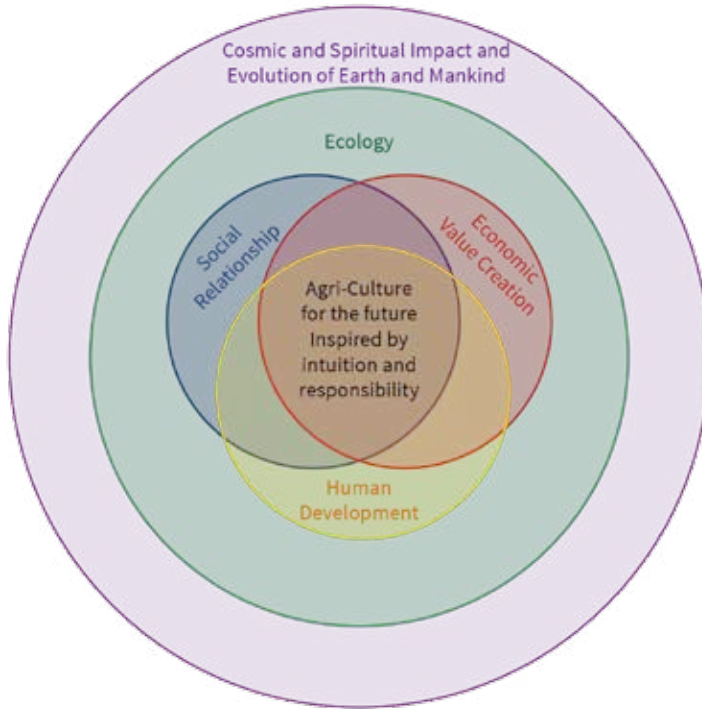 Cosmic and Spiritual Impact and
Evolution of Earth and Mankind
Ecology
Social
Relationship
Economic
Value Creation
Agri-Culture
for the future
Inspired by
intuition and
responsibility
Human
Development